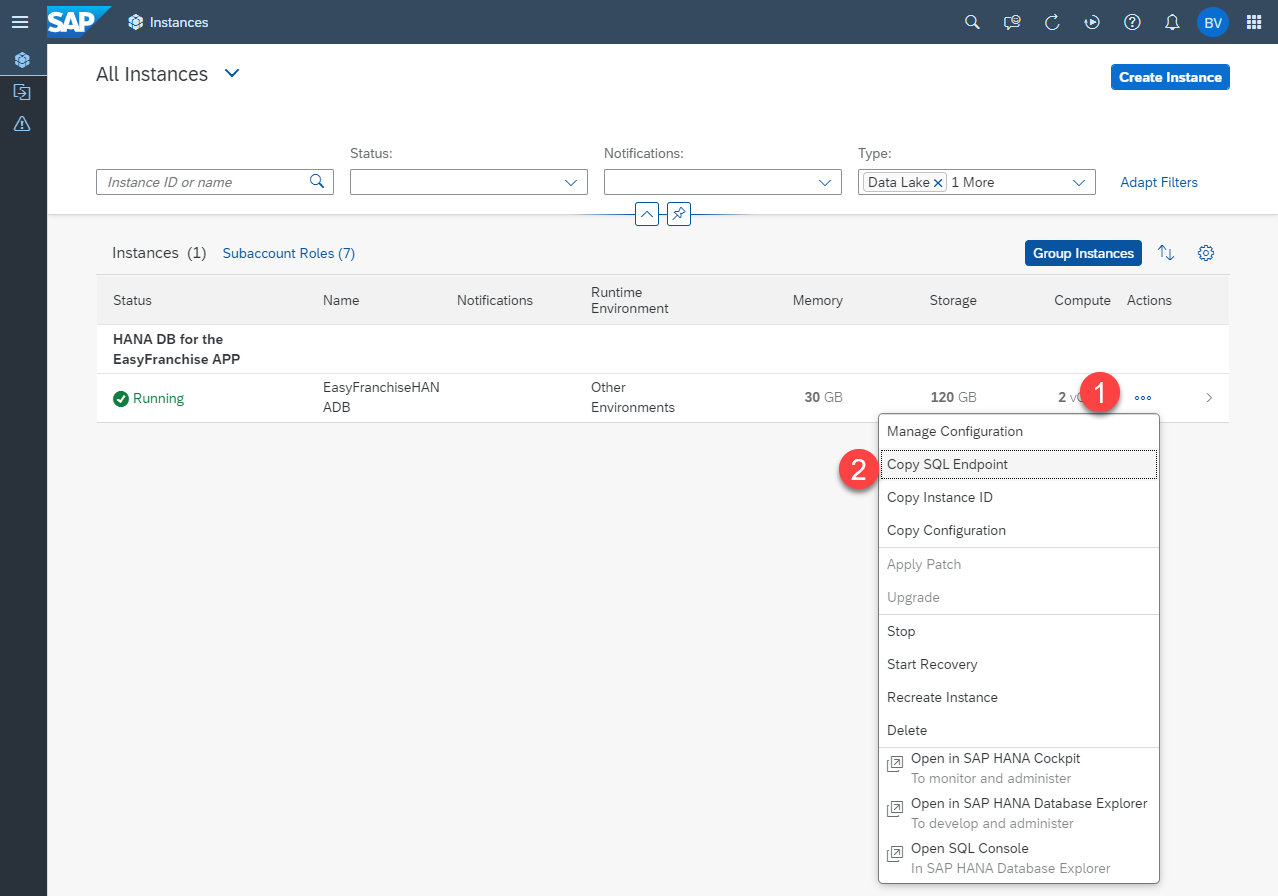 SAP Instances BV
All Instances
Create Instance
Status: Notifications: Type:
Instance ID or name Data Lake 1 More Adapt Filters
Instances (1) Subaccount Roles (7) Group Instances
Status Name Notifications Runtime Environment Memory Storage Compute Actions
HANA DB for the
EasyFranchise APP
Running EasyFranchiseHAN Other 30 GB 120 GB 2 1
ADB Environments
Manage Configuration
2 Copy SQL Endpoint
Copy Instance ID
Copy Configuration
Apply Patch
Upgrade
Stop
Start Recovery
Recreate Instance
Delete
Open in SAP HANA Cockpit
To monitor and administer
Open in SAP HANA Database Explorer
To develop and administer
Open SQL Console
In SAP HANA Database Explorer